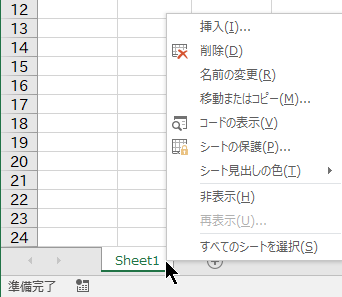 12
13
14
15
16
17
18
19
20
21
22
23
24
挿入(I)...
削除(D)
名前の変更(R)
移動またはコピー(M)...
コードの表示(V)
シートの保護(P)...
シート見出しの色(T)
非表示(H)
再表示(U)...
すべてのシートを選択(S)
Sheet1
準備完了